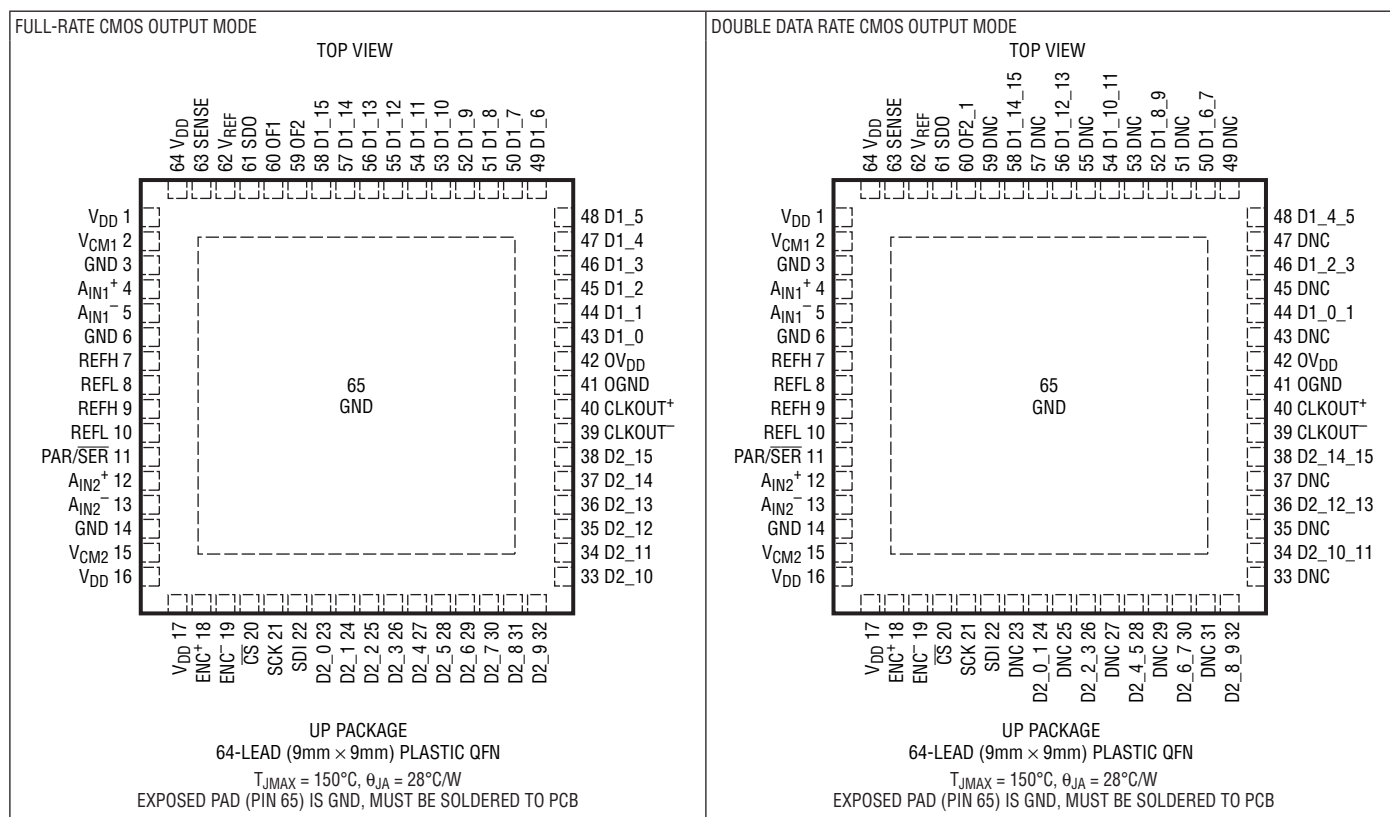 FULL-RATE CMOS OUTPUT MODE
TOP VIEW
64 VDD
63 SENSE
62 VREF
61 SDO
60 OF1
59 OF2
58 D1_15
57 D1_14
56 D1_13
55 D1_12
54 D1_11
53 D1_10
52 D1_9
51 D1_8
50 D1_7
49 D1_6
VDD 1
VCM1 2
GND 3
AIN1+ 4
AIN1– 5
GND 6
REFH 7
REFL 8
REFH 9
REFL 10
PAR/SER 11
AIN2+ 12
AIN2– 13
GND 14
VCM2 15
VDD 16
65
GND
48 D1_5
47 D1_4
46 D1_3
45 D1_2
44 D1_1
43 D1_0
42 OVDD
41 OGND
40 CLKOUT+
39 CLKOUT–
38 D2_15
37 D2_14
36 D2_13
35 D2_12
34 D2_11
33 D2_10
VDD 17
ENC+ 18
ENC– 19
CS 20
SCK 21
SDI 22
D2_0 23
D2_1 24
D2_2 25
D2_3 26
D2_4 27
D2_5 28
D2_6 29
D2_7 30
D2_8 31
D2_9 32
UP PACKAGE
64-LEAD (9mm × 9mm) PLASTIC QFN
TJMAX = 150°C, θJA = 28°C/W
EXPOSED PAD (PIN 65) IS GND, MUST BE SOLDERED TO PCB
DOUBLE DATA RATE CMOS OUTPUT MODE
TOP VIEW
64 VDD
63 SENSE
62 VREF
61 SDO
60 OF2_1
59 DNC
58 D1_14_15
57 DNC
56 D1_12_13
55 DNC
54 D1_10_11
53 DNC
52 D1_8_9
51 DNC
50 D1_6_7
49 DNC
VDD 1
VCM1 2
GND 3
AIN1+ 4
AIN1– 5
GND 6
REFH 7
REFL 8
REFH 9
REFL 10
PAR/SER 11
AIN2+ 12
AIN2– 13
GND 14
VCM2 15
VDD 16
65
GND
48 D1_4_5
47 DNC
46 D1_2_3
45 DNC
44 D1_0_1
43 DNC
42 OVDD
41 OGND
40 CLKOUT+
39 CLKOUT–
38 D2_14_15
37 DNC
36 D2_12_13
35 DNC
34 D2_10_11
33 DNC
VDD 17
ENC+ 18
ENC– 19
CS 20
SCK 21
SDI 22
DNC 23
D2_0_1 24
DNC 25
D2_2_3 26
DNC 27
D2_4_5 28
DNC 29
D2_6_7 30
DNC 31
D2_8_9 32
UP PACKAGE
64-LEAD (9mm × 9mm) PLASTIC QFN
TJMAX = 150°C, θJA = 28°C/W
EXPOSED PAD (PIN 65) IS GND, MUST BE SOLDERED TO PCB